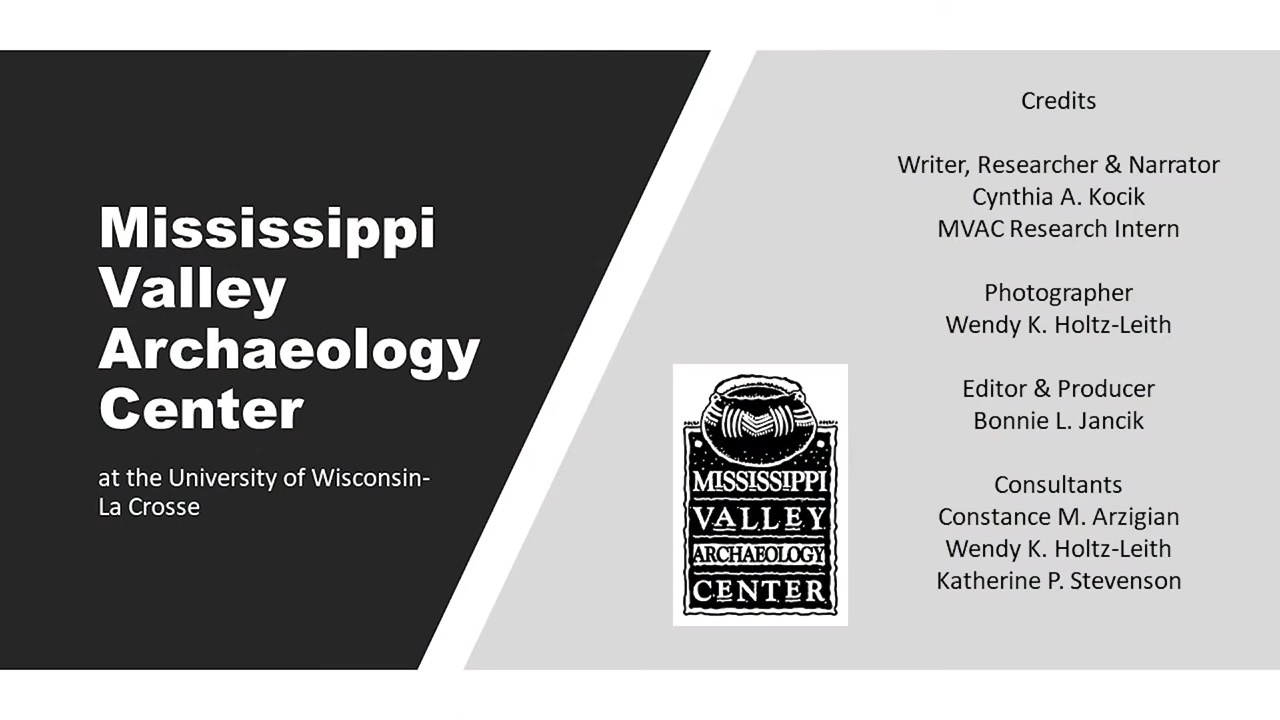 Mississippi
Valley
Archaeology
Center
at the University of Wisconsin-
La Crosse
MISSISSIPPI
VALLEY
ARCHAEOLOGY
CENTER
Credits
Writer, Researcher & Narrator
Cynthia A. Kocik
MVAC Research Intern
Photographer
Wendy K. Holtz-Leith
Editor & Producer
Bonnie L. Jancik
Consultants
Constance M. Arzigian
Wendy K. Holtz-Leith
Katherine P. Stevenson